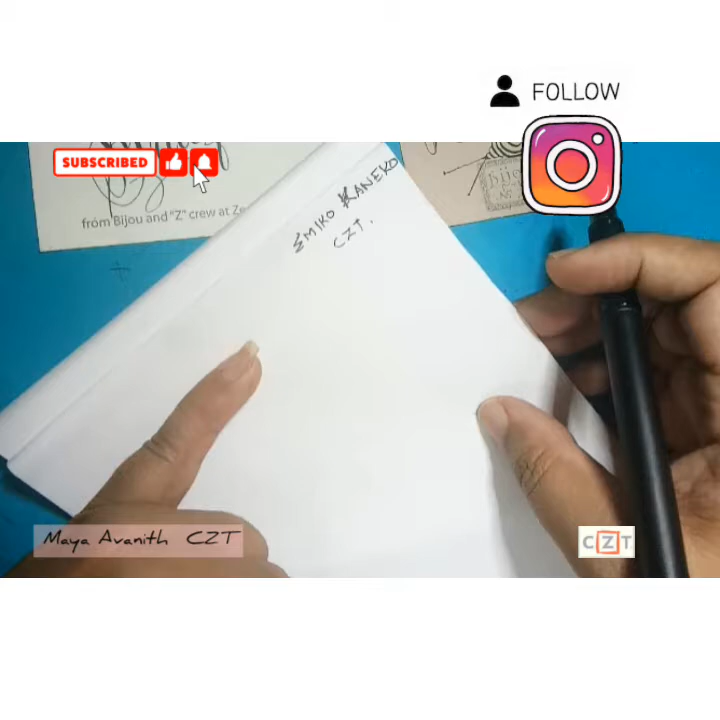 FOLLOW
SUBSCRIBED
from Bijou and "Z" crew at Ze
EMIKO KANEKO
CZT.
Maya Avanith CZT
CZT